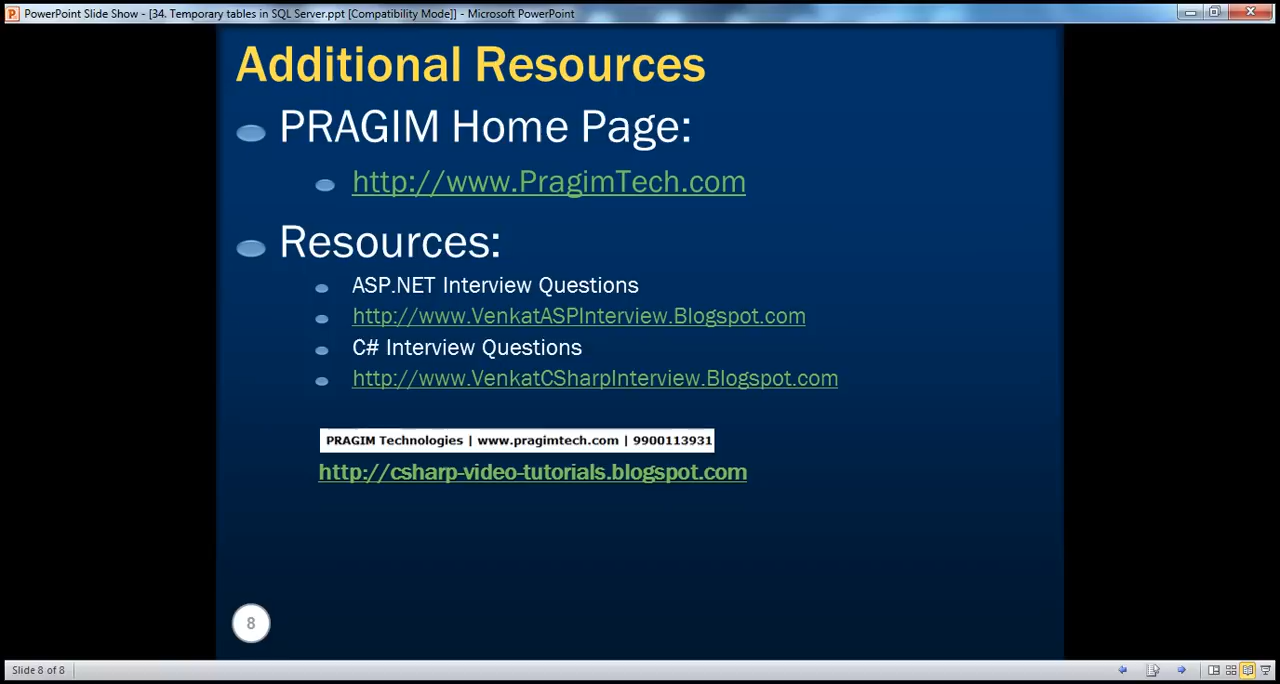 PowerPoint Slide Show - [34. Temporary tables in SQL Server.ppt [Compatibility Mode]] - Microsoft PowerPoint
Additional Resources
PRAGIM Home Page:
http://www.PragimTech.com
Resources:
ASP.NET Interview Questions
http://www.VenkatASPInterview.Blogspot.com
C# Interview Questions
http://www.VenkatCSharpInterview.Blogspot.com
PRAGIM Technologies | www.pragimtech.com | 9900113931
http://csharp-video-tutorials.blogspot.com
8
Slide 8 of 8